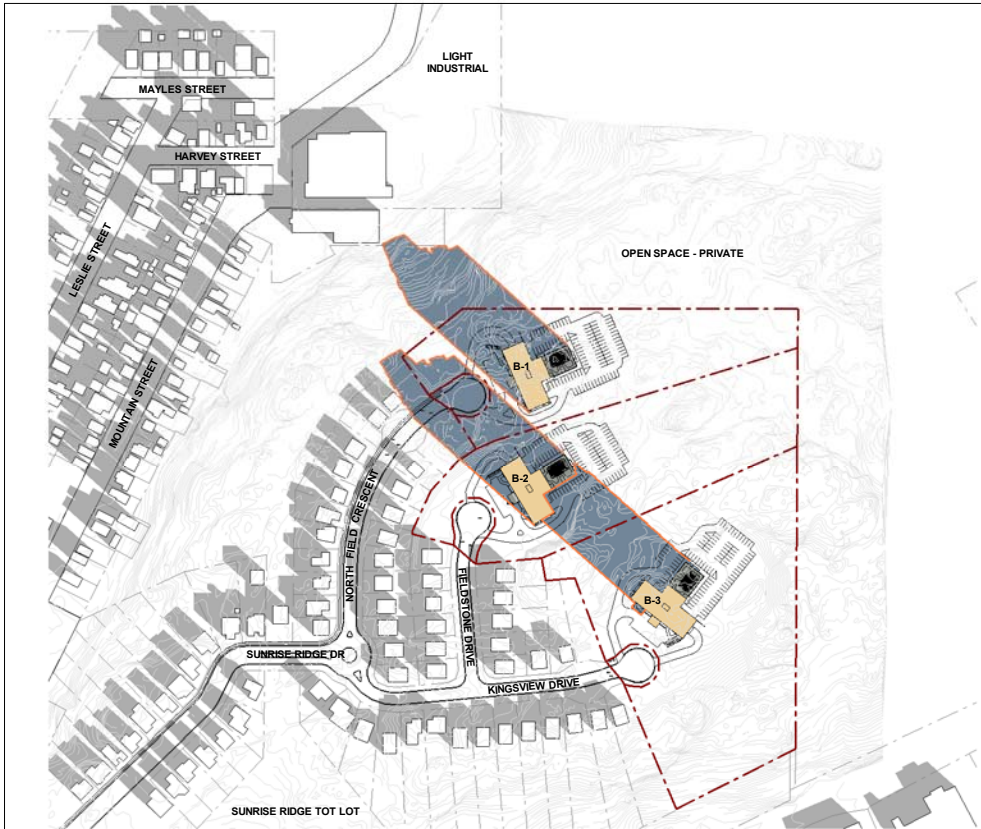 LIGHT
INDUSTRIAL
MAYLES STREET
HARVEY STREET
LESLIE STREET
OPEN SPACE - PRIVATE
MOUNTAIN STREET
B-1
B-2
NORTH FIELD CRESCENT
FIELDSTONE DRIVE
B-3
SUNRISE RIDGE DR
KINGSVIEW DRIVE
SUNRISE RIDGE TOT LOT